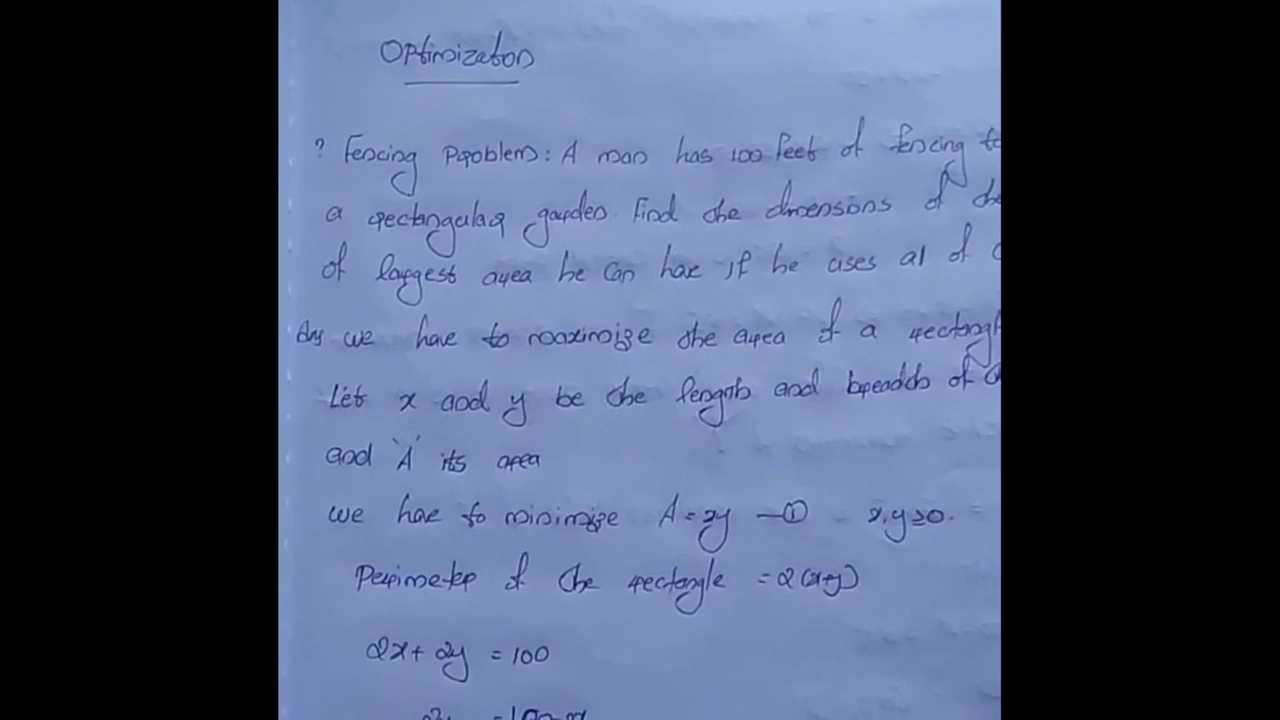 Optimization
? Fencing Problem: A man has 100 feet of fencing to
a rectangular garden Find the dimensions of the
of largest area he can have if he uses al of
Ans we have to maximize the area of a rectangl
Let x and y be the length and breadth of
and 'A' its area
we have to minimize A = xy —① x,y≥0.
Perimeter of the rectangle = 2(x+y)
2x + 2y = 100